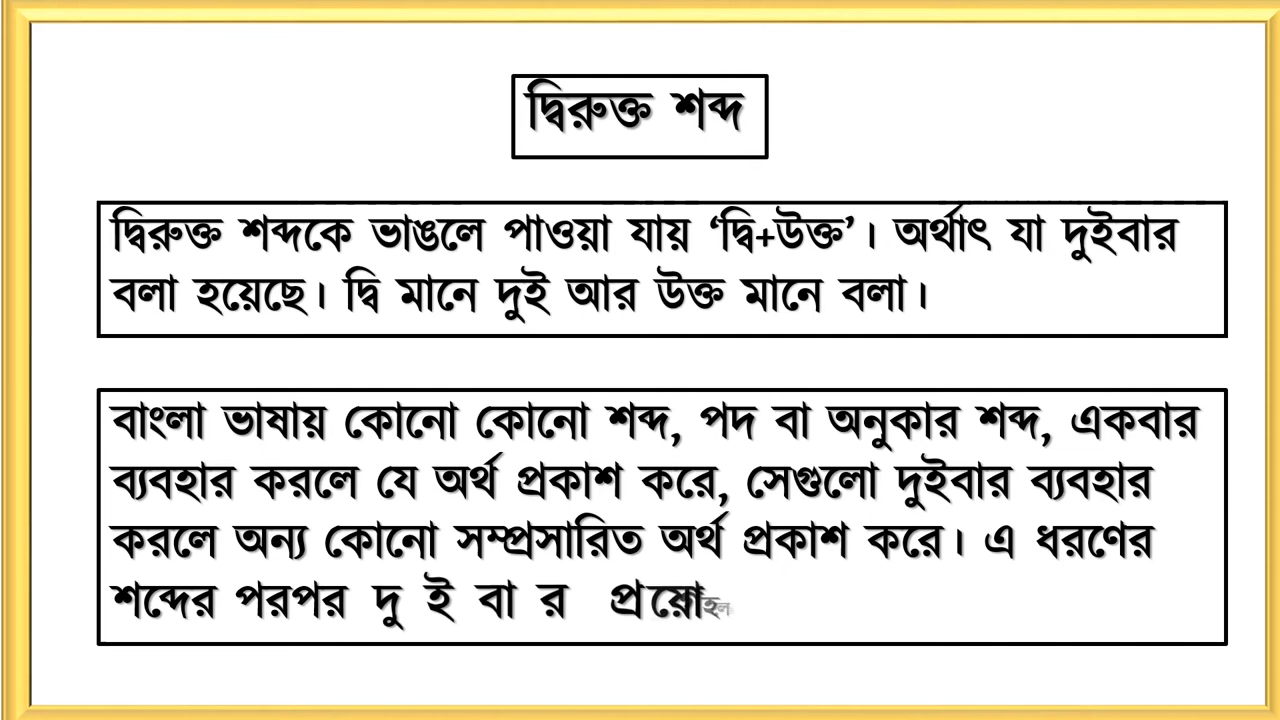 দ্বিরুক্ত শব্দ
দ্বিরুক্ত শব্দকে ভাঙলে পাওয়া যায় ‘দ্বি+উক্ত’। অর্থাৎ যা দুইবার
বলা হয়েছে। দ্বি মানে দুই আর উক্ত মানে বলা।
বাংলা ভাষায় কোনো কোনো শব্দ, পদ বা অনুকার শব্দ, একবার
ব্যবহার করলে যে অর্থ প্রকাশ করে, সেগুলো দুইবার ব্যবহার
করলে অন্য কোনো সম্প্রসারিত অর্থ প্রকাশ করে। এ ধরণের
শব্দের পরপর দুইবার